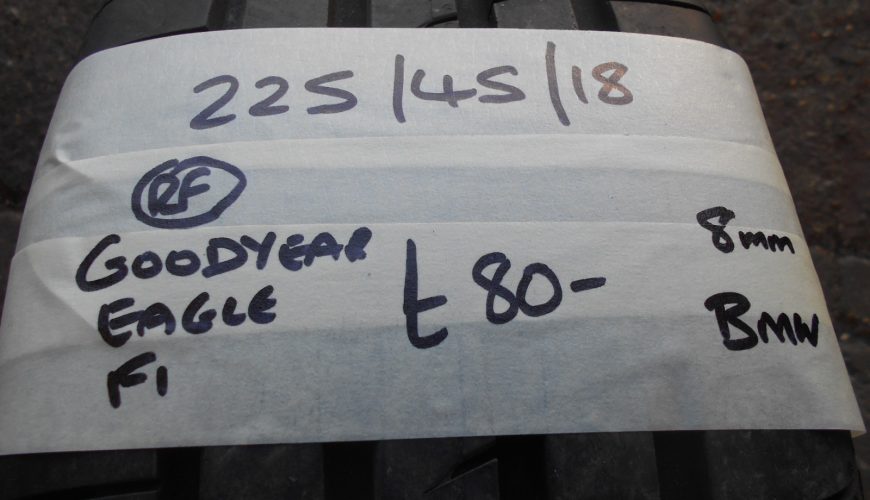 225/45/18
RF
GOODYEAR
EAGLE
F1
£80-
8mm
BMW